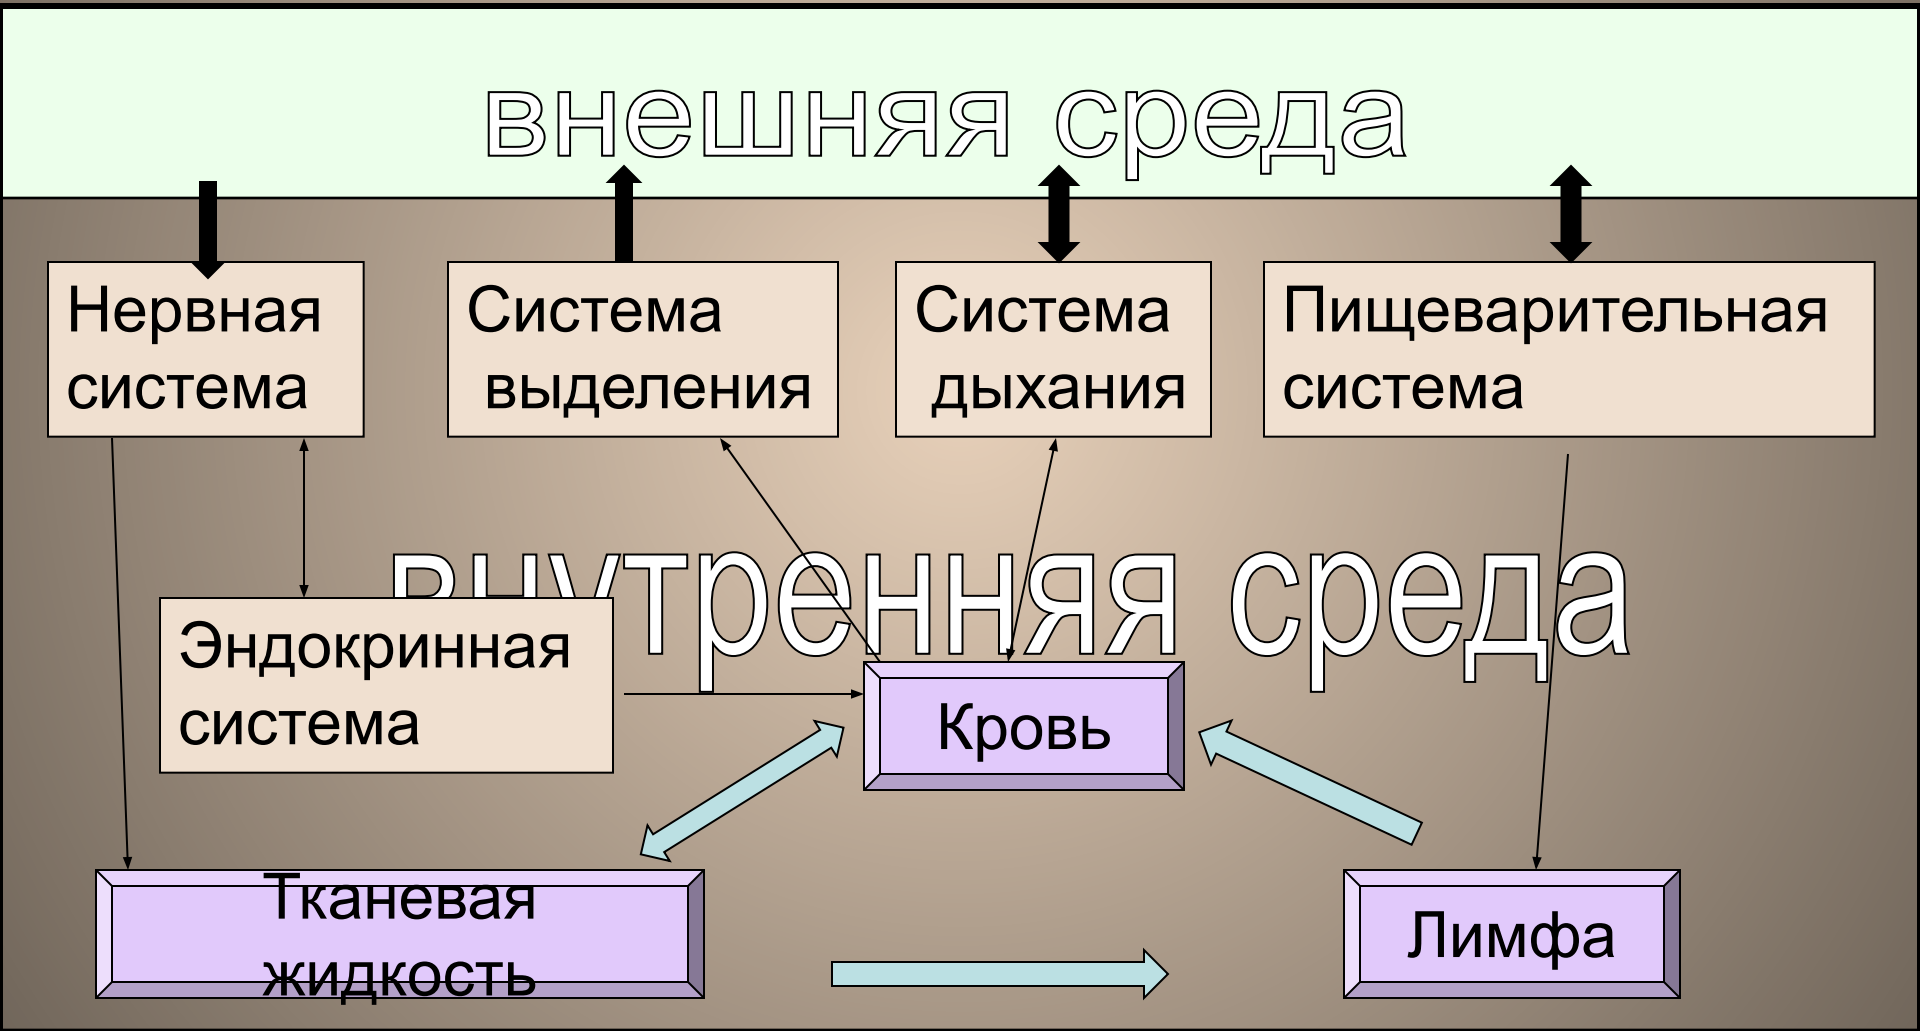 внешняя среда
Нервная
система
Система
выделения
Система
дыхания
Пищеварительная
система
внутренняя среда
Эндокринная
система
Кровь
Тканевая
жидкость
Лимфа